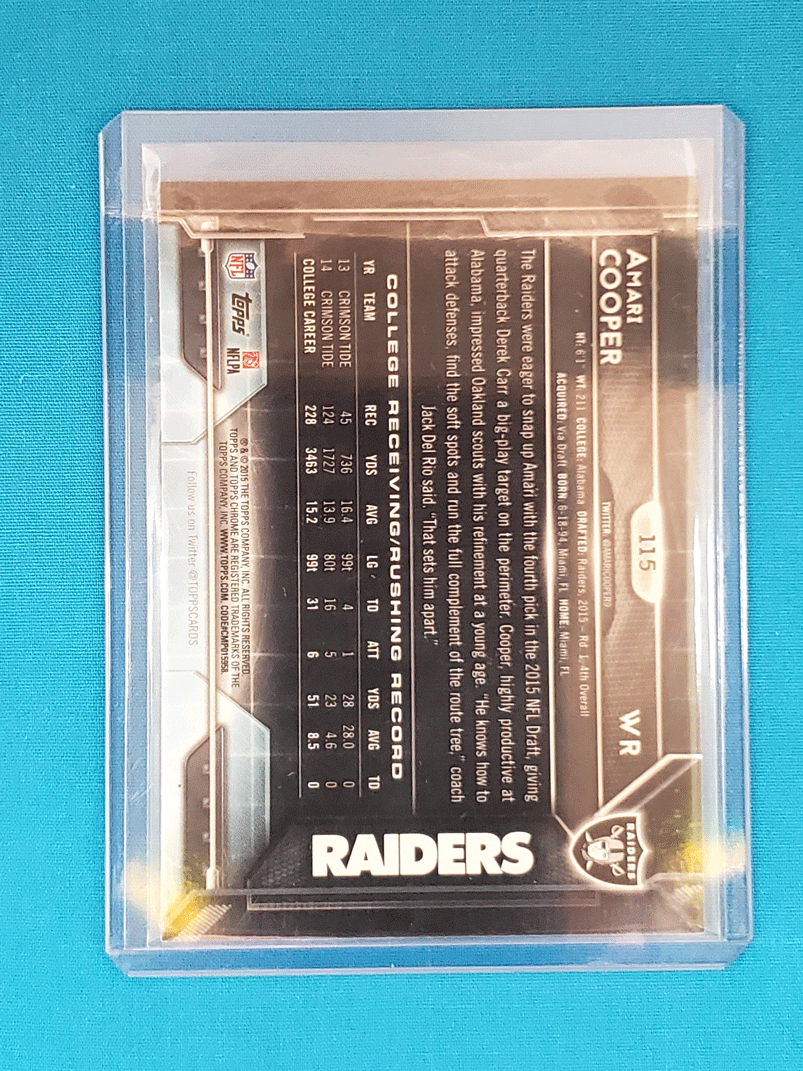 115
AMARI
COOPER
WR
TWITTER: @AMARICOOPER9
HT: 6'1" WT: 211 COLLEGE: Alabama DRAFTED: Raiders, 2015 – Rd 1, 4th Overall
ACQUIRED: Via Draft BORN: 6-18-94, Miami, FL HOME: Miami, FL
RAIDERS
The Raiders were eager to snap up Amari with the fourth pick in the 2015 NFL Draft, giving
quarterback Derek Carr a big-play target on the perimeter. Cooper, highly productive at
Alabama, impressed Oakland scouts with his refinement at a young age. "He knows how to
attack defenses, find the soft spots and run the full complement of the route tree," coach
Jack Del Rio said. "That sets him apart."
RAIDERS
COLLEGE RECEIVING/RUSHING RECORD
YR TEAM REC YDS AVG LG TD ATT YDS AVG TD
13 CRIMSON TIDE 45 736 16.4 99t 4 1 28 28.0 0
14 CRIMSON TIDE 124 1727 13.9 80t 16 5 23 4.6 0
COLLEGE CAREER 228 3463 15.2 99t 31 6 51 8.5 0
NFL topps NFLPA
® & © 2015 THE TOPPS COMPANY, INC. ALL RIGHTS RESERVED.
TOPPS AND TOPPS CHROME ARE REGISTERED TRADEMARKS OF THE
TOPPS COMPANY, INC. WWW.TOPPS.COM. CODE#CMP015958
Follow us on Twitter @TOPPSCARDS